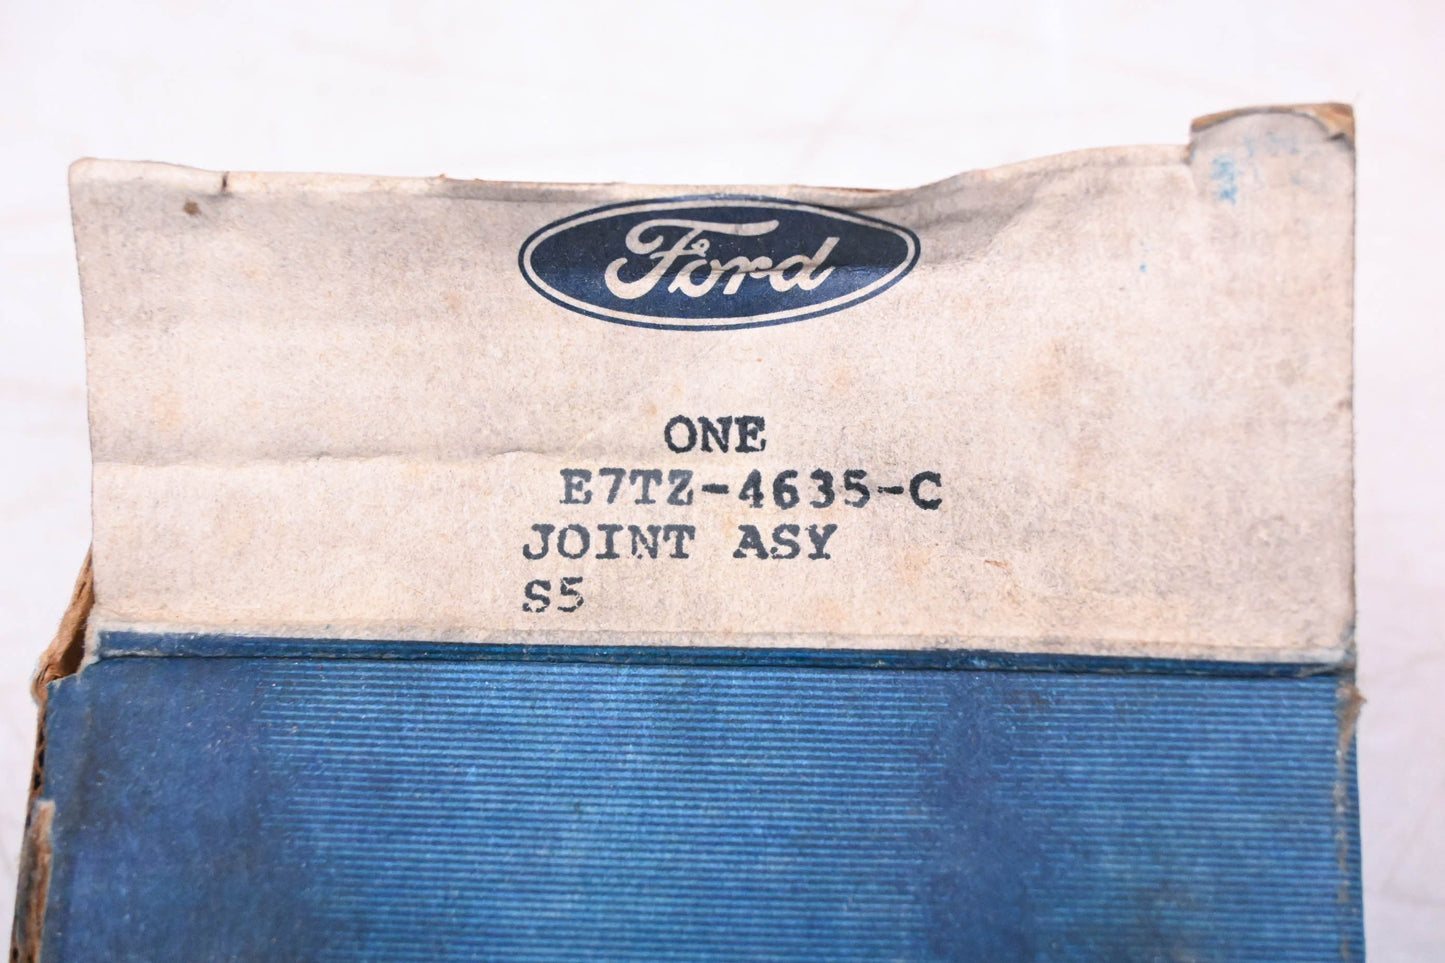 Ford
ONE
E7TZ-4635-C
JOINT ASY
S5